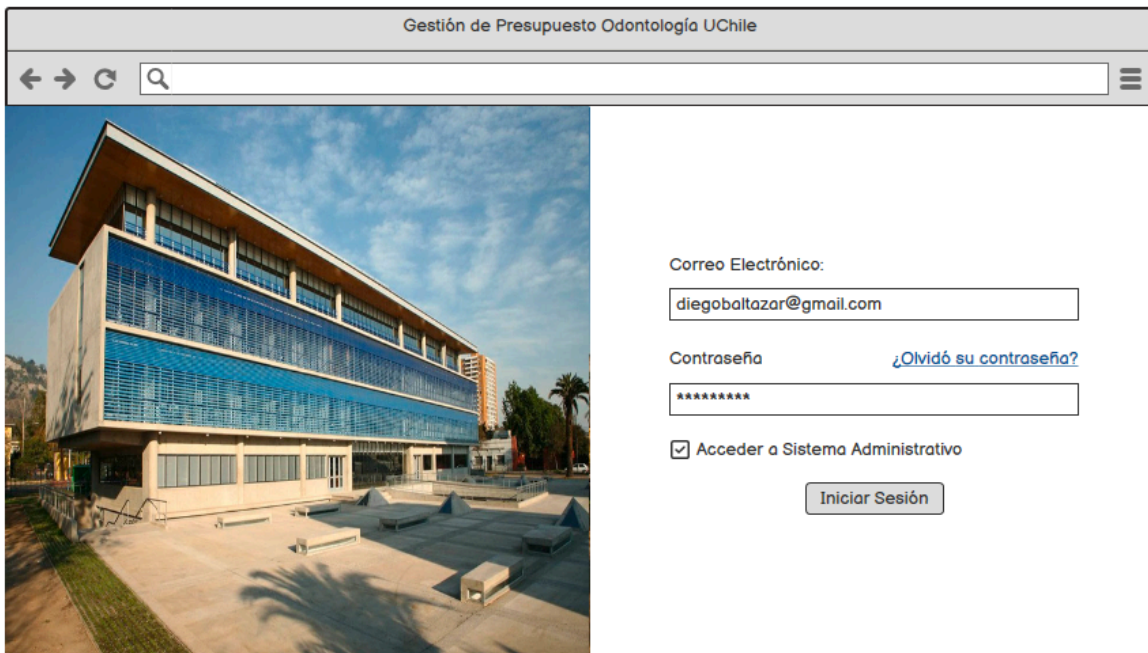 Gestión de Presupuesto Odontología UChile
Correo Electrónico:
diegobaltazar@gmail.com
Contraseña
¿Olvidó su contraseña?
*********
Acceder a Sistema Administrativo
Iniciar Sesión